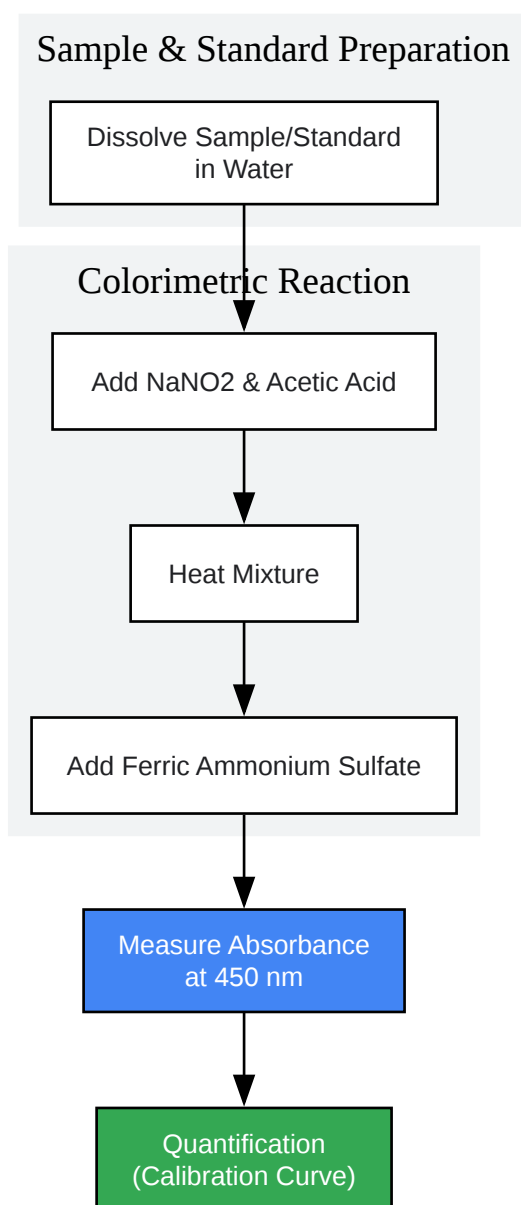 Sample & Standard Preparation
Dissolve Sample/Standard
in Water
Colorimetric Reaction
Add NaNO2 & Acetic Acid
Heat Mixture
Add Ferric Ammonium Sulfate
Measure Absorbance
at 450 nm
Quantification
(Calibration Curve)